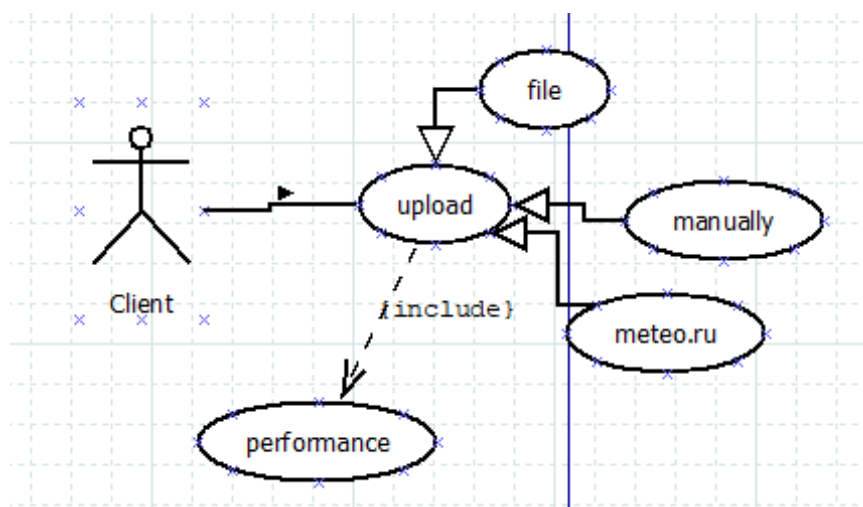 file
upload
manually
Client
{include}
meteo.ru
performance